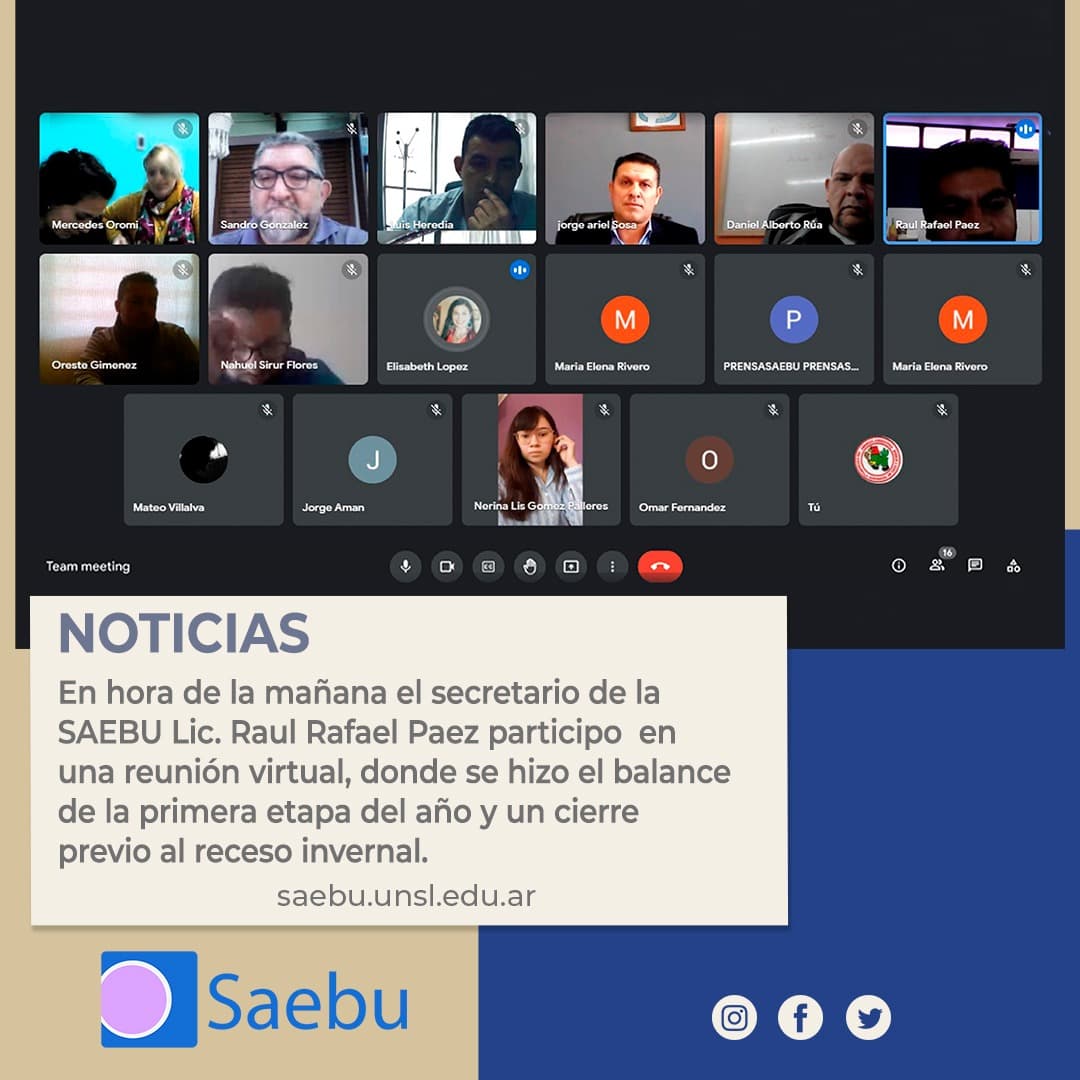 Mercedes Oromi
Sandro Gonzalez
Luis Heredia
jorge ariel Sosa
Daniel Alberto Rúa
Raul Rafael Paez
Oreste Gimenez
Nahuel Sirur Flores
Elisabeth Lopez
M
Maria Elena Rivero
P
PRENSASAEBU PRENSAS...
M
Maria Elena Rivero
Mateo Villalva
J
Jorge Aman
Nerina Lis Gomez Palleres
O
Omar Fernandez
Tú
Team meeting
CC
16
NOTICIAS
En hora de la mañana el secretario de la
SAEBU Lic. Raul Rafael Paez participo en
una reunión virtual, donde se hizo el balance
de la primera etapa del año y un cierre
previo al receso invernal.
saebu.unsl.edu.ar
Saebu